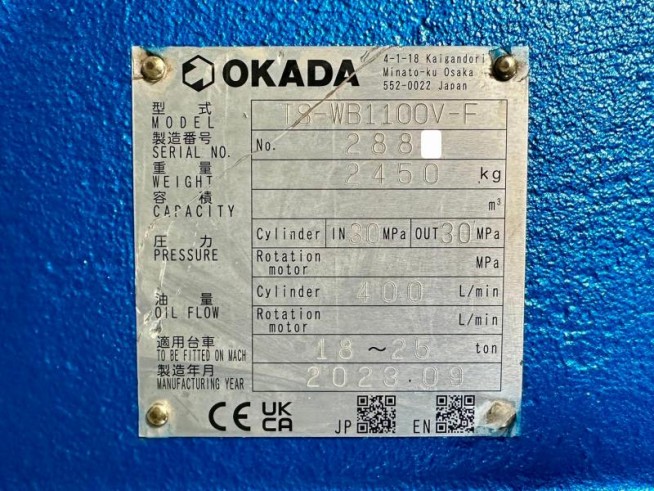 OKADA
4-1-18 Kaigandori
Minato-ku Osaka
552-0022 Japan
型 式
MODEL
TS-WB1100V-F
製造番号
SERIAL NO.
No. 288
重 量
WEIGHT
2450 kg
容 積
CAPACITY
m³
圧 力
PRESSURE
Cylinder IN 30 MPa OUT 30 MPa
Rotation motor MPa
油 量
OIL FLOW
Cylinder 400 L/min
Rotation motor L/min
適用台車
TO BE FITTED ON MACH
18~25 ton
製造年月
MANUFACTURING YEAR
2023.09
CE UK CA JP EN